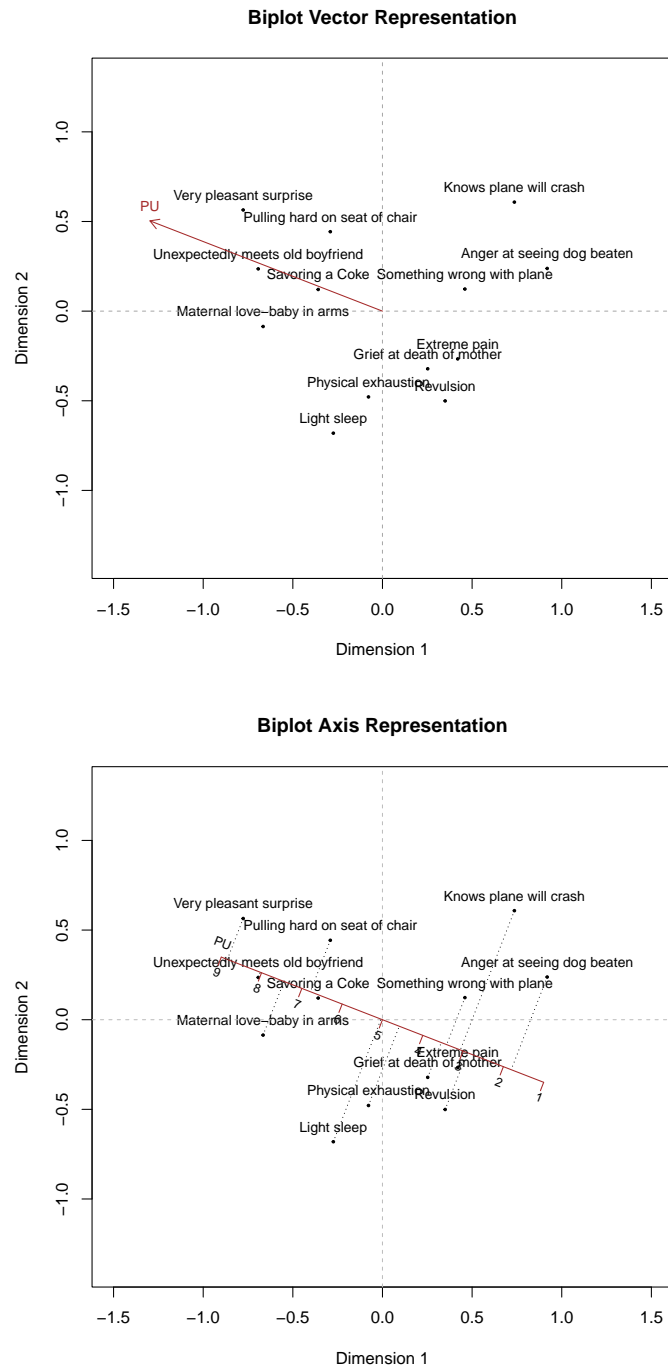 Biplot Vector Representation
1.0
0.5
0.0
−0.5
−1.0
Dimension 2
Very pleasant surprise
Knows plane will crash
PU
Pulling hard on seat of chair
Unexpectedly meets old boyfriend
Anger at seeing dog beaten
Savoring a Coke
Something wrong with plane
Maternal love−baby in arms
Extreme pain
Grief at death of mother
Physical exhaustion
Revulsion
Light sleep
−1.5 −1.0 −0.5 0.0 0.5 1.0 1.5
Dimension 1
Biplot Axis Representation
1.0
0.5
0.0
−0.5
−1.0
Dimension 2
Knows plane will crash
Very pleasant surprise
Pulling hard on seat of chair
PU
Unexpectedly meets old boyfriend
Anger at seeing dog beaten
Savoring a Coke
Something wrong with plane
Maternal love−baby in arms
9
8
7
6
5
4
3
2
1
Extreme pain
Grief at death of mother
Physical exhaustion
Revulsion
Light sleep
−1.5 −1.0 −0.5 0.0 0.5 1.0 1.5
Dimension 1